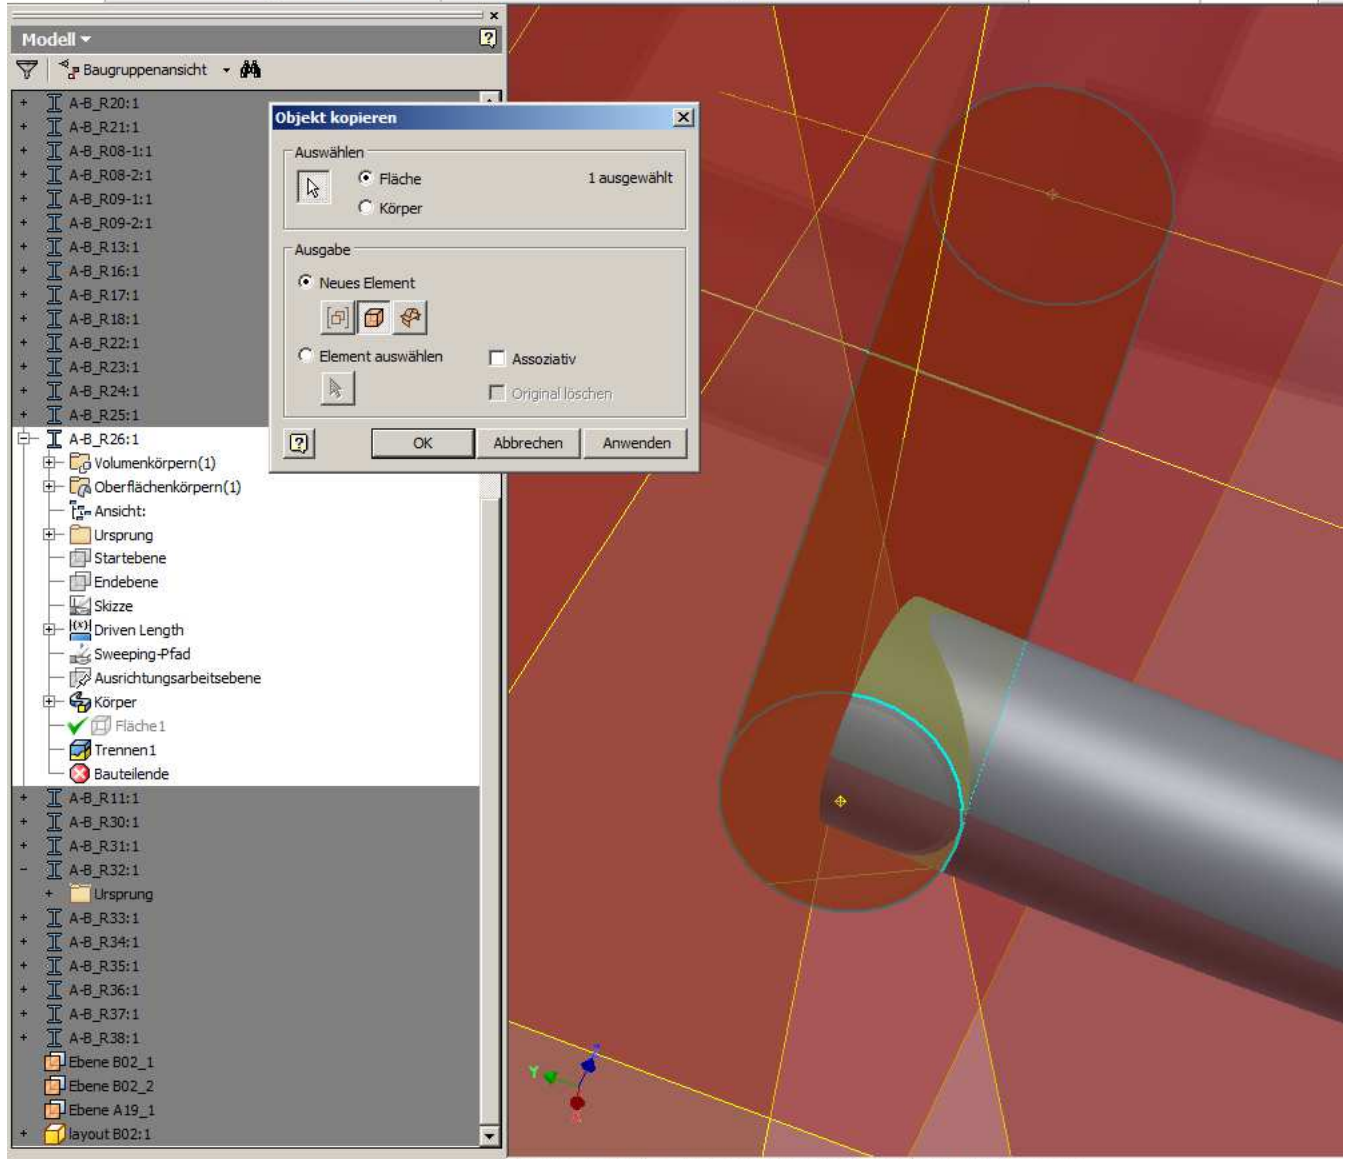 Modell
Baugruppenansicht
A-B_R20:1
A-B_R21:1
A-B_R08-1:1
A-B_R08-2:1
A-B_R09-1:1
A-B_R09-2:1
A-B_R13:1
A-B_R16:1
A-B_R17:1
A-B_R18:1
A-B_R22:1
A-B_R23:1
A-B_R24:1
A-B_R25:1
A-B_R26:1
Volumenkörpern(1)
Oberflächenkörpern(1)
Ansicht:
Ursprung
Startebene
Endebene
Skizze
Driven Length
Sweeping-Pfad
Ausrichtungsarbeitsebene
Körper
Fläche1
Trennen1
Bauteilende
A-B_R11:1
A-B_R30:1
A-B_R31:1
A-B_R32:1
Ursprung
A-B_R33:1
A-B_R34:1
A-B_R35:1
A-B_R36:1
A-B_R37:1
A-B_R38:1
Ebene B02_1
Ebene B02_2
Ebene A19_1
layout B02:1
Objekt kopieren
Auswählen
Fläche 1 ausgewählt
Körper
Ausgabe
Neues Element
Element auswählen Assoziativ
Original löschen
OK Abbrechen Anwenden
Y
Z
X